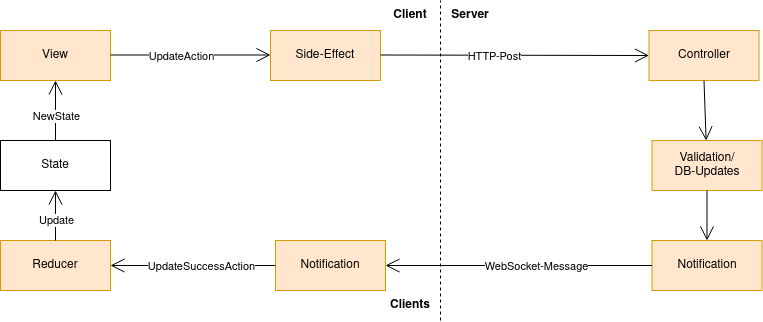 Client
Server
View
UpdateAction
Side-Effect
HTTP-Post
Controller
NewState
State
Validation/
DB-Updates
Update
Reducer
UpdateSuccessAction
Notification
WebSocket-Message
Notification
Clients